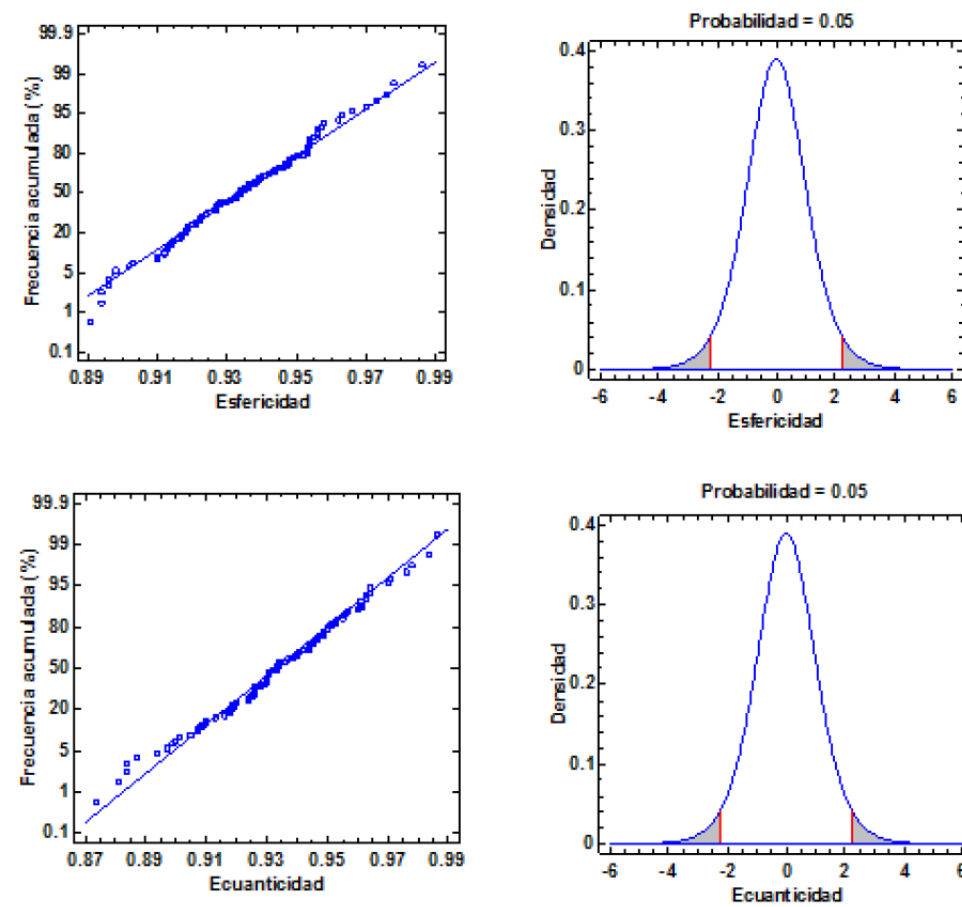 99.9
99
95
80
50
20
5
1
0.1
Frecuencia acumulada (%)
0.89 0.91 0.93 0.95 0.97 0.99
Esfericidad
Probabilidad = 0.05
0.4
0.3
0.2
0.1
0
Densidad
-6 -4 -2 0 2 4 6
Esfericidad
99.9
99
95
80
50
20
5
1
0.1
Frecuencia acumulada (%)
0.87 0.89 0.91 0.93 0.95 0.97 0.99
Ecuanticidad
Probabilidad = 0.05
0.4
0.3
0.2
0.1
0
Densidad
-6 -4 -2 0 2 4 6
Ecuanticidad